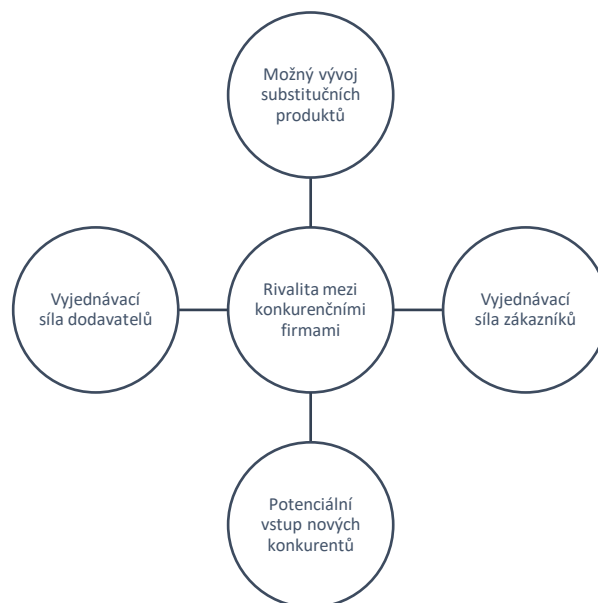 Možný vývoj
substitučních
produktů
Vyjednávací
síla dodavatelů
Rivalita mezi
konkurenčními
firmami
Vyjednávací
síla zákazníků
Potenciální
vstup nových
konkurentů